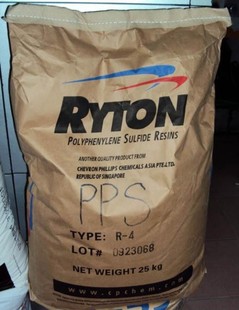 RYTON
POLYPHENYLENE SULFIDE RESINS
ANOTHER QUALITY PRODUCT FROM
CHEVRON PHILLIPS CHEMICALS ASIA PTE.LTD.
REPUBLIC OF SINGAPORE
PPS
TYPE: R-4
LOT# 0923068
NET WEIGHT 25 kg
www.cpchem.com